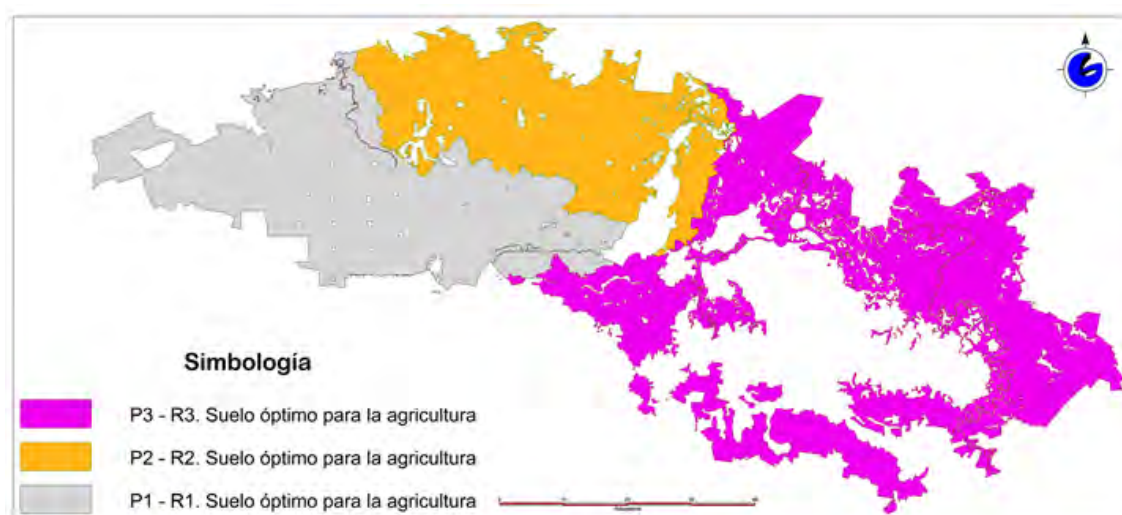 Simbología
P3 - R3. Suelo óptimo para la agricultura
P2 - R2. Suelo óptimo para la agricultura
P1 - R1. Suelo óptimo para la agricultura